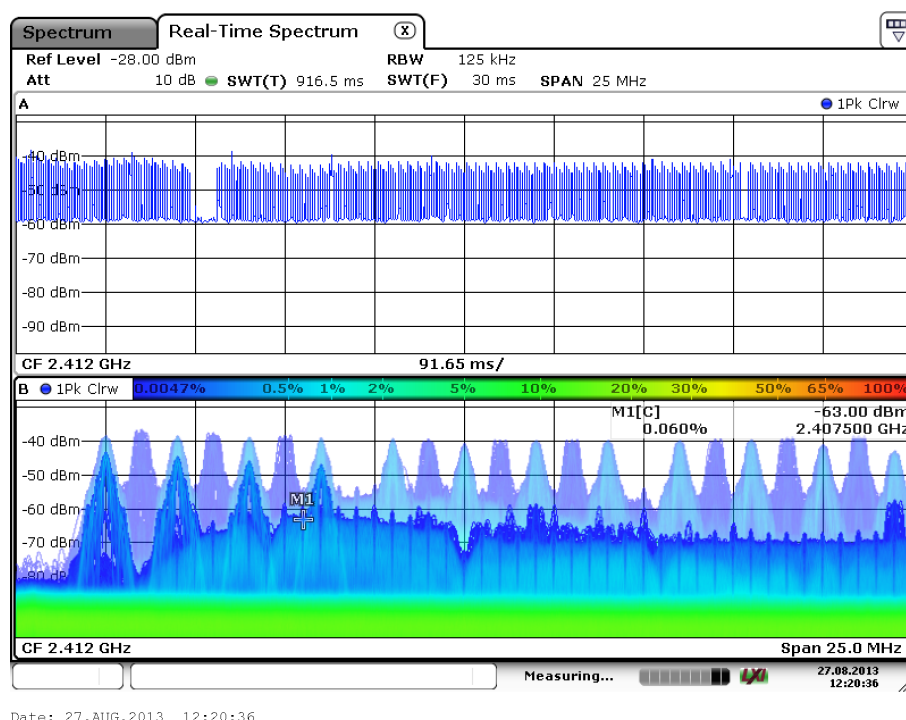 Spectrum Real-Time Spectrum X
Ref Level -28.00 dBm RBW 125 kHz
Att 10 dB SWT(T) 916.5 ms SWT(F) 30 ms SPAN 25 MHz
A 1Pk Clrw
-40 dBm
-50 dBm
-60 dBm
-70 dBm
-80 dBm
-90 dBm
CF 2.412 GHz 91.65 ms/
B 1Pk Clrw 0.0047% 0.5% 1% 2% 5% 10% 20% 30% 50% 65% 100%
M1[C] -63.00 dBm
0.060% 2.407500 GHz
-40 dBm
-50 dBm
M1
-60 dBm
-70 dBm
-80 dB
CF 2.412 GHz Span 25.0 MHz
Measuring... LXI 27.08.2013
12:20:36
Date: 27.AUG.2013 12:20:36